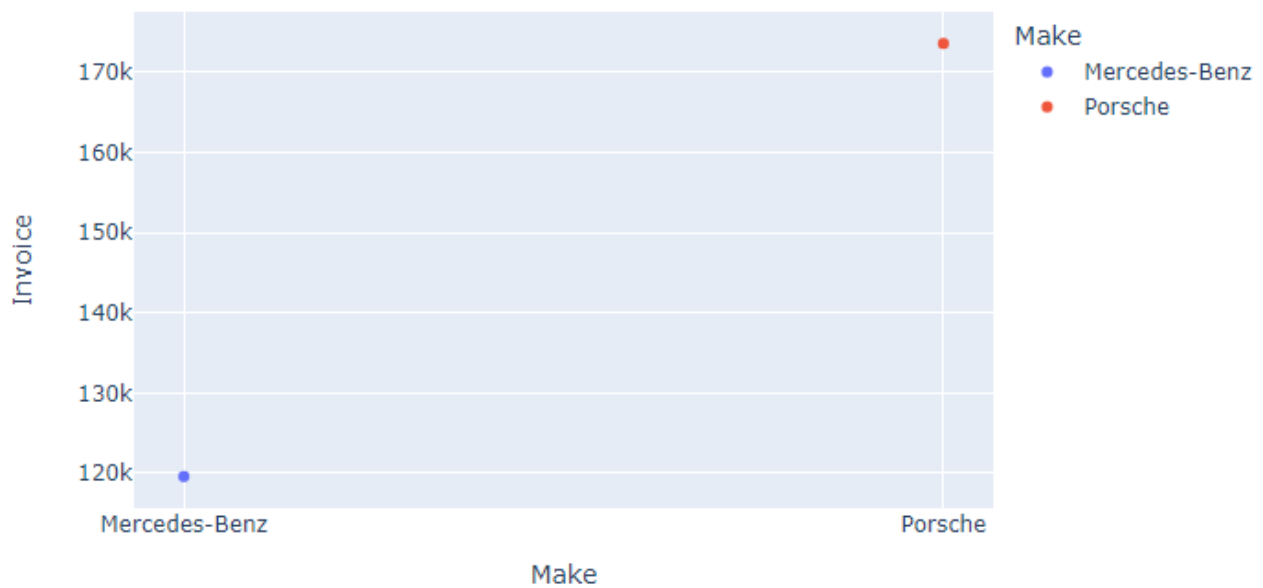 Make
Mercedes-Benz
Porsche
170k
160k
150k
140k
130k
120k
Invoice
Mercedes-Benz
Porsche
Make